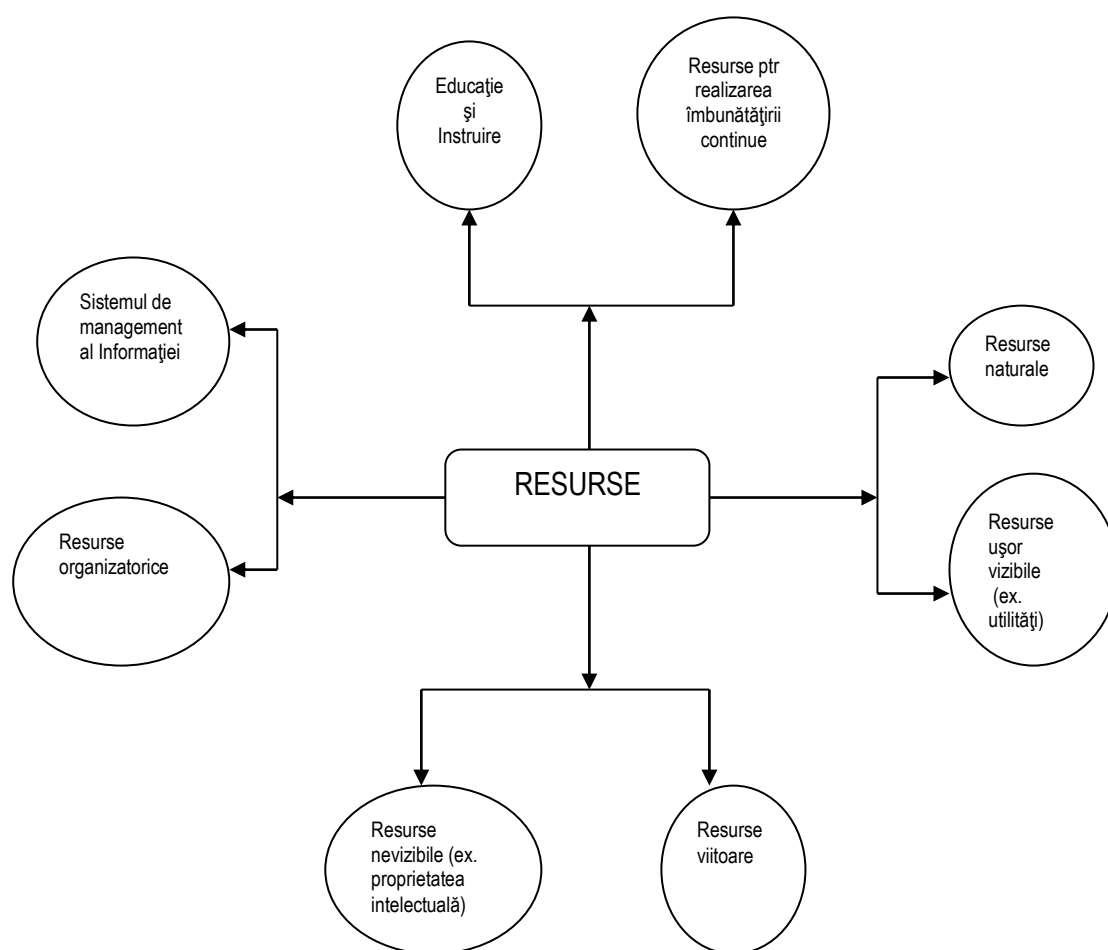 Educaţie
şi
Instruire
Resurse ptr
realizarea
îmbunătăţirii
continue
Sistemul de
management
al Informaţiei
Resurse
naturale
RESURSE
Resurse
organizatorice
Resurse
uşor
vizibile
(ex.
utilităţi)
Resurse
nevizibile (ex.
proprietatea
intelectuală)
Resurse
viitoare